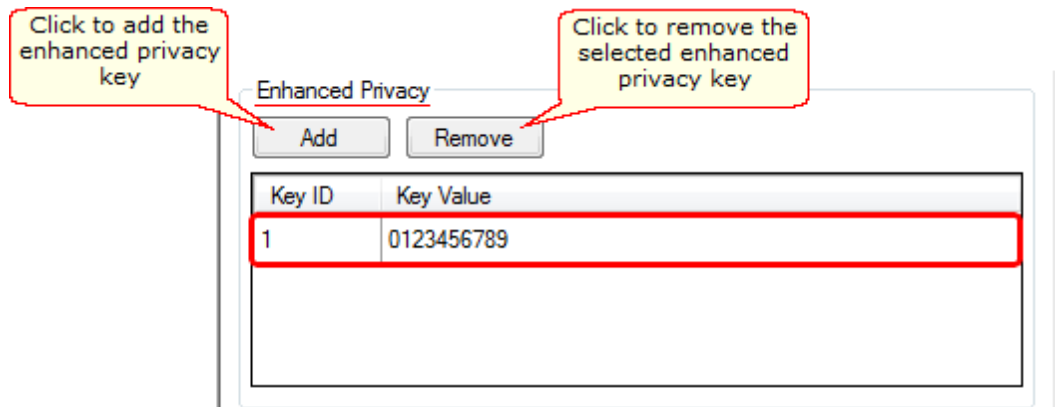 Click to add the
enhanced privacy
key
Click to remove the
selected enhanced
privacy key
Enhanced Privacy
Add
Remove
Key ID
Key Value
1
0123456789